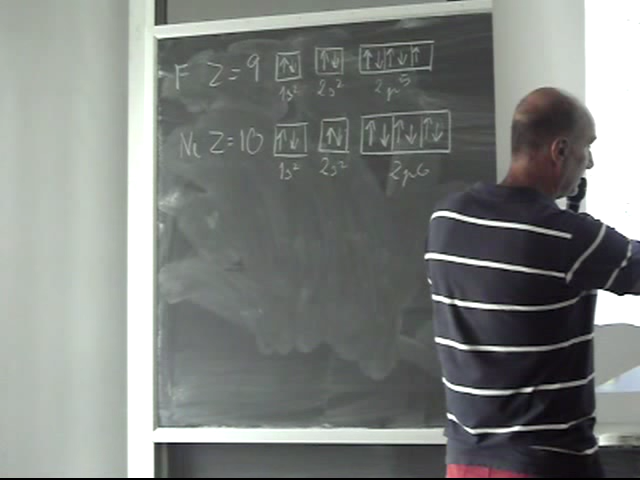 F Z=9 ↑↓ ↑↓ ↑↓ ↑↓ ↑
1s² 2s² 2p⁵
Ne Z=10 ↑↓ ↑↓ ↑↓ ↑↓ ↑↓
1s² 2s² 2p6